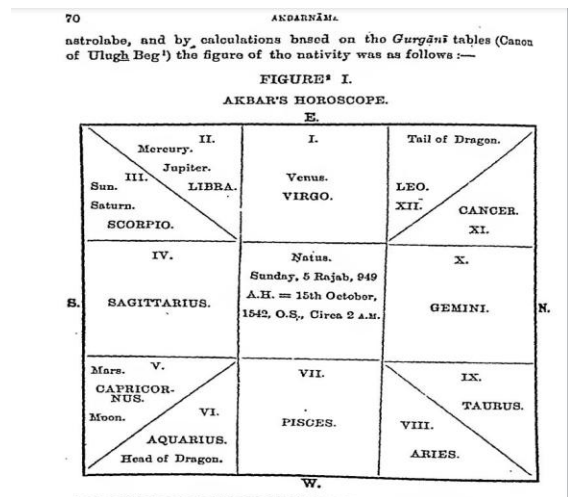 70 AKBARNĀMA.
astrolabe, and by calculations based on the Gurgānī tables (Canon
of Ulugh Beg¹) the figure of the nativity was as follows :—
FIGURE² I.
AKBAR'S HOROSCOPE.
E.
II.
Mercury.
Jupiter.
LIBRA.
III.
Sun.
Saturn.
SCORPIO.
I.
Venus.
VIRGO.
Tail of Dragon.
LEO.
XII.
CANCER.
XI.
S.
IV.
SAGITTARIUS.
Natus.
Sunday, 5 Rajab, 949
A.H. = 15th October,
1542, O.S., Circa 2 A.M.
X.
GEMINI.
N.
Mars. V.
CAPRICOR-
NUS.
Moon.
VI.
AQUARIUS.
Head of Dragon.
VII.
PISCES.
IX.
TAURUS.
VIII.
ARIES.
W.